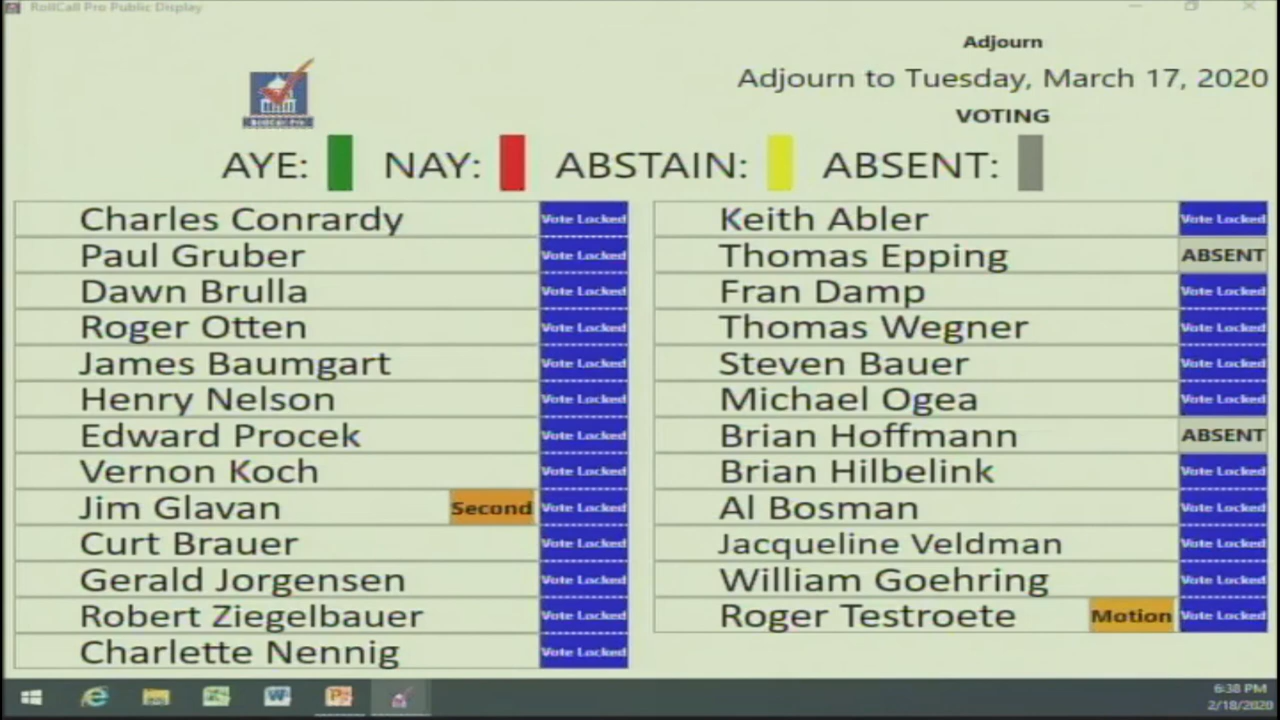 RollCall Pro Public Display
Adjourn
Adjourn to Tuesday, March 17, 2020
VOTING
AYE: NAY: ABSTAIN: ABSENT:
Charles Conrardy Vote Locked
Paul Gruber Vote Locked
Dawn Brulla Vote Locked
Roger Otten Vote Locked
James Baumgart Vote Locked
Henry Nelson Vote Locked
Edward Procek Vote Locked
Vernon Koch Vote Locked
Jim Glavan Second Vote Locked
Curt Brauer Vote Locked
Gerald Jorgensen Vote Locked
Robert Ziegelbauer Vote Locked
Charlette Nennig Vote Locked
Keith Abler Vote Locked
Thomas Epping ABSENT
Fran Damp Vote Locked
Thomas Wegner Vote Locked
Steven Bauer Vote Locked
Michael Ogea Vote Locked
Brian Hoffmann ABSENT
Brian Hilbelink Vote Locked
Al Bosman Vote Locked
Jacqueline Veldman Vote Locked
William Goehring Vote Locked
Roger Testroete Motion Vote Locked
6:38 PM
2/18/2020